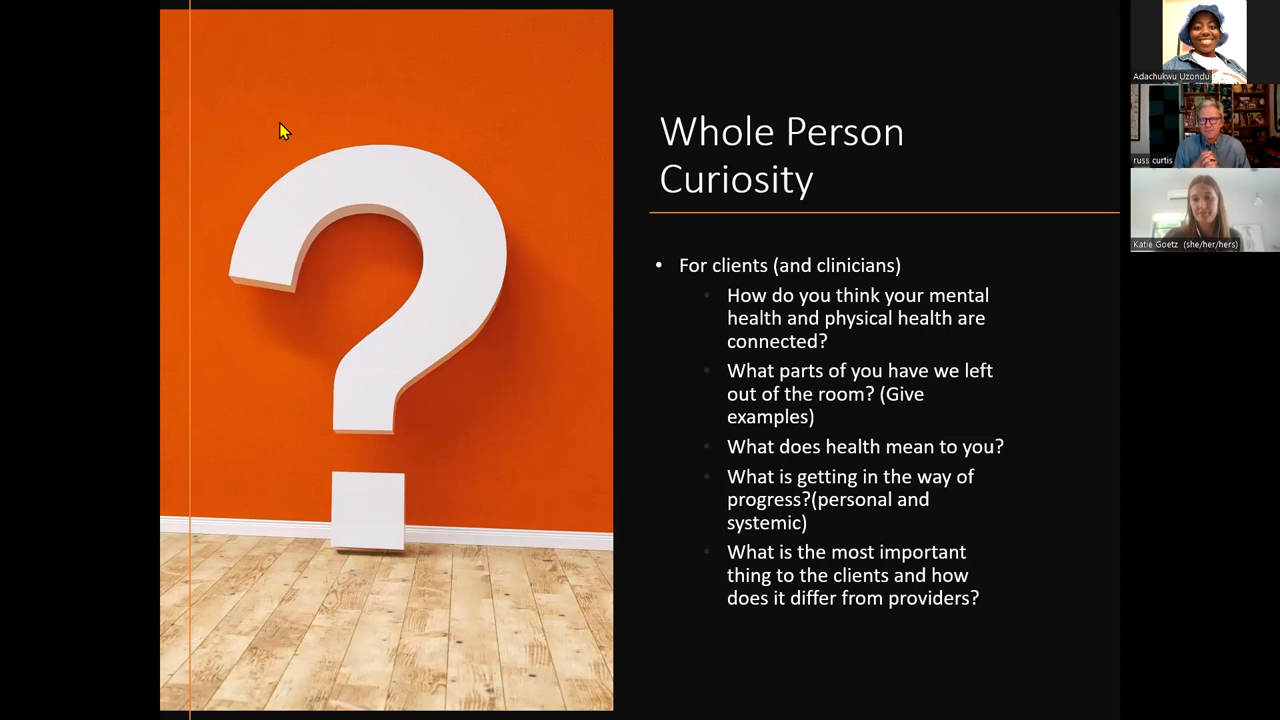 Whole Person
Curiosity
• For clients (and clinicians)
• How do you think your mental
health and physical health are
connected?
• What parts of you have we left
out of the room? (Give
examples)
• What does health mean to you?
• What is getting in the way of
progress?(personal and
systemic)
• What is the most important
thing to the clients and how
does it differ from providers?
Adachukwu Uzondu
russ curtis
Katie Goetz (she/her/hers)